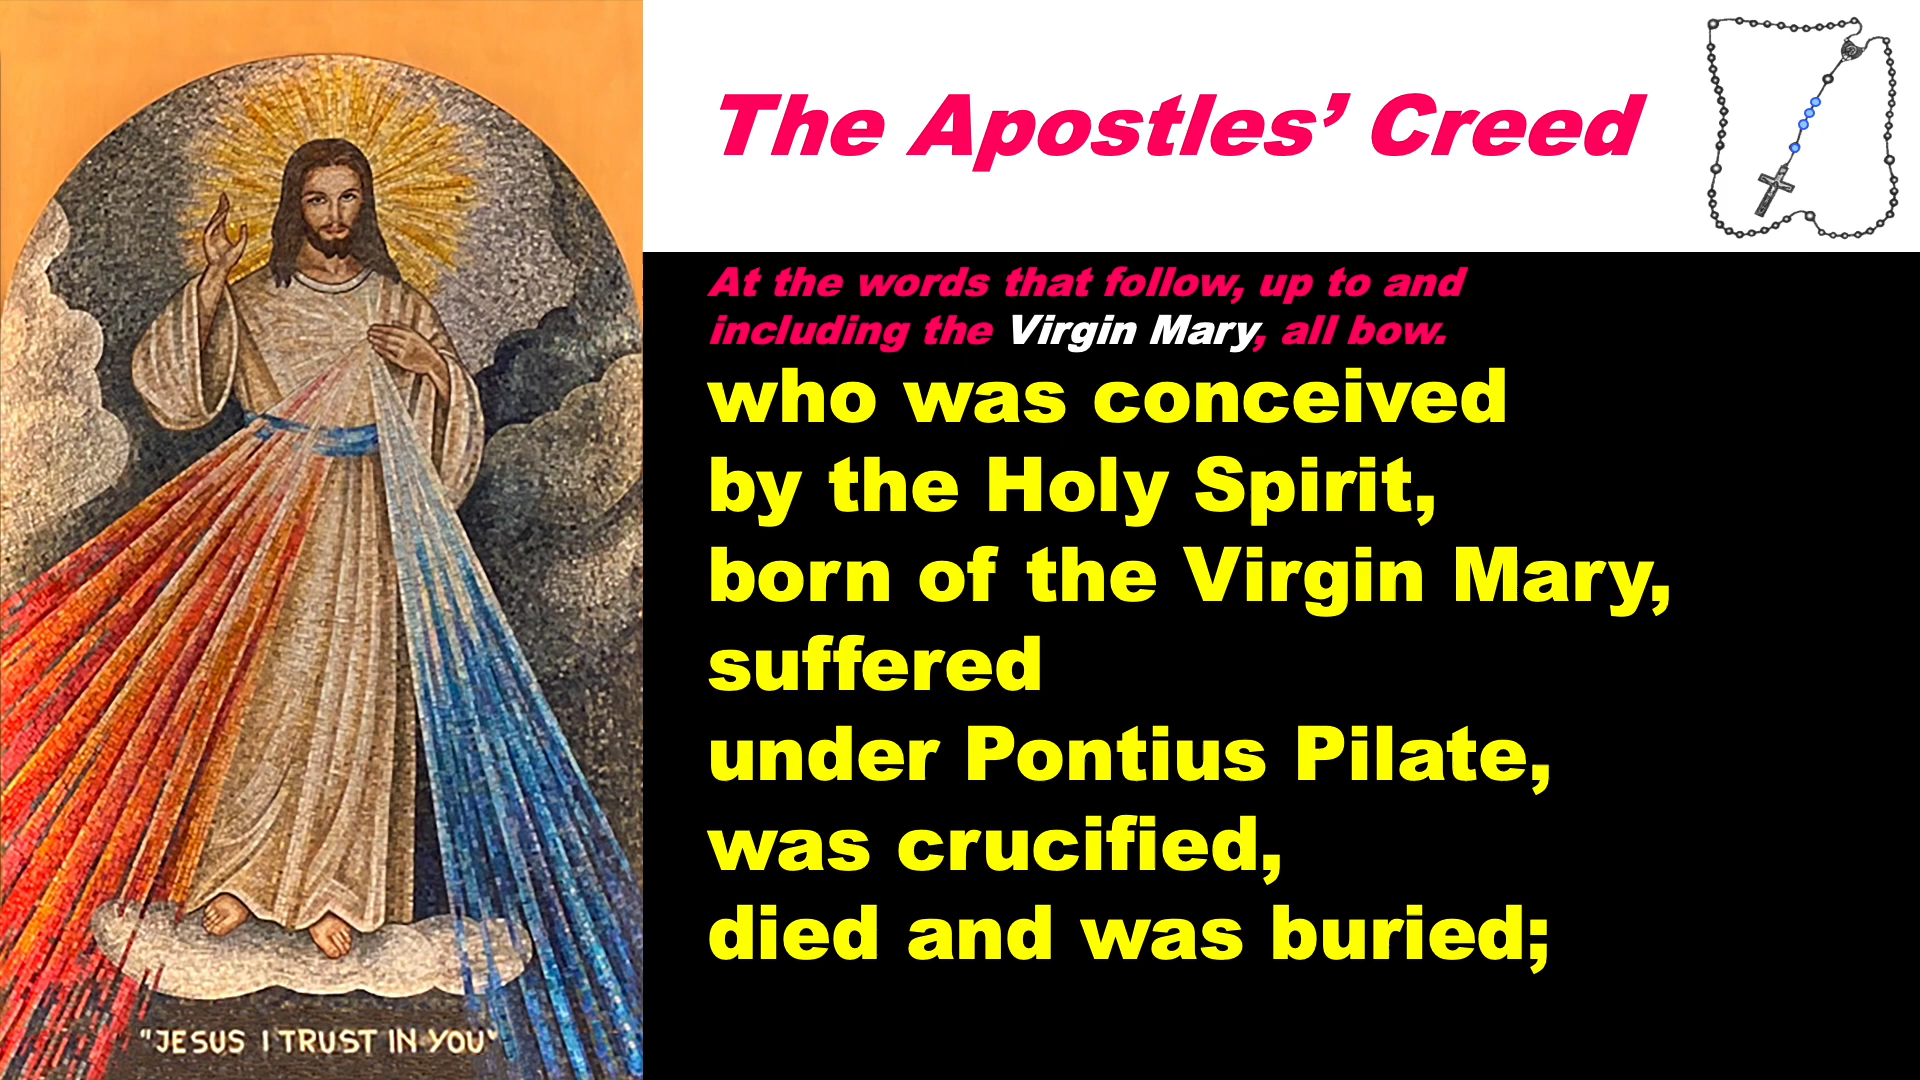 The Apostles’ Creed
At the words that follow, up to and
including the Virgin Mary, all bow.
who was conceived
by the Holy Spirit,
born of the Virgin Mary,
suffered
under Pontius Pilate,
was crucified,
died and was buried;
"JESUS I TRUST IN YOU"